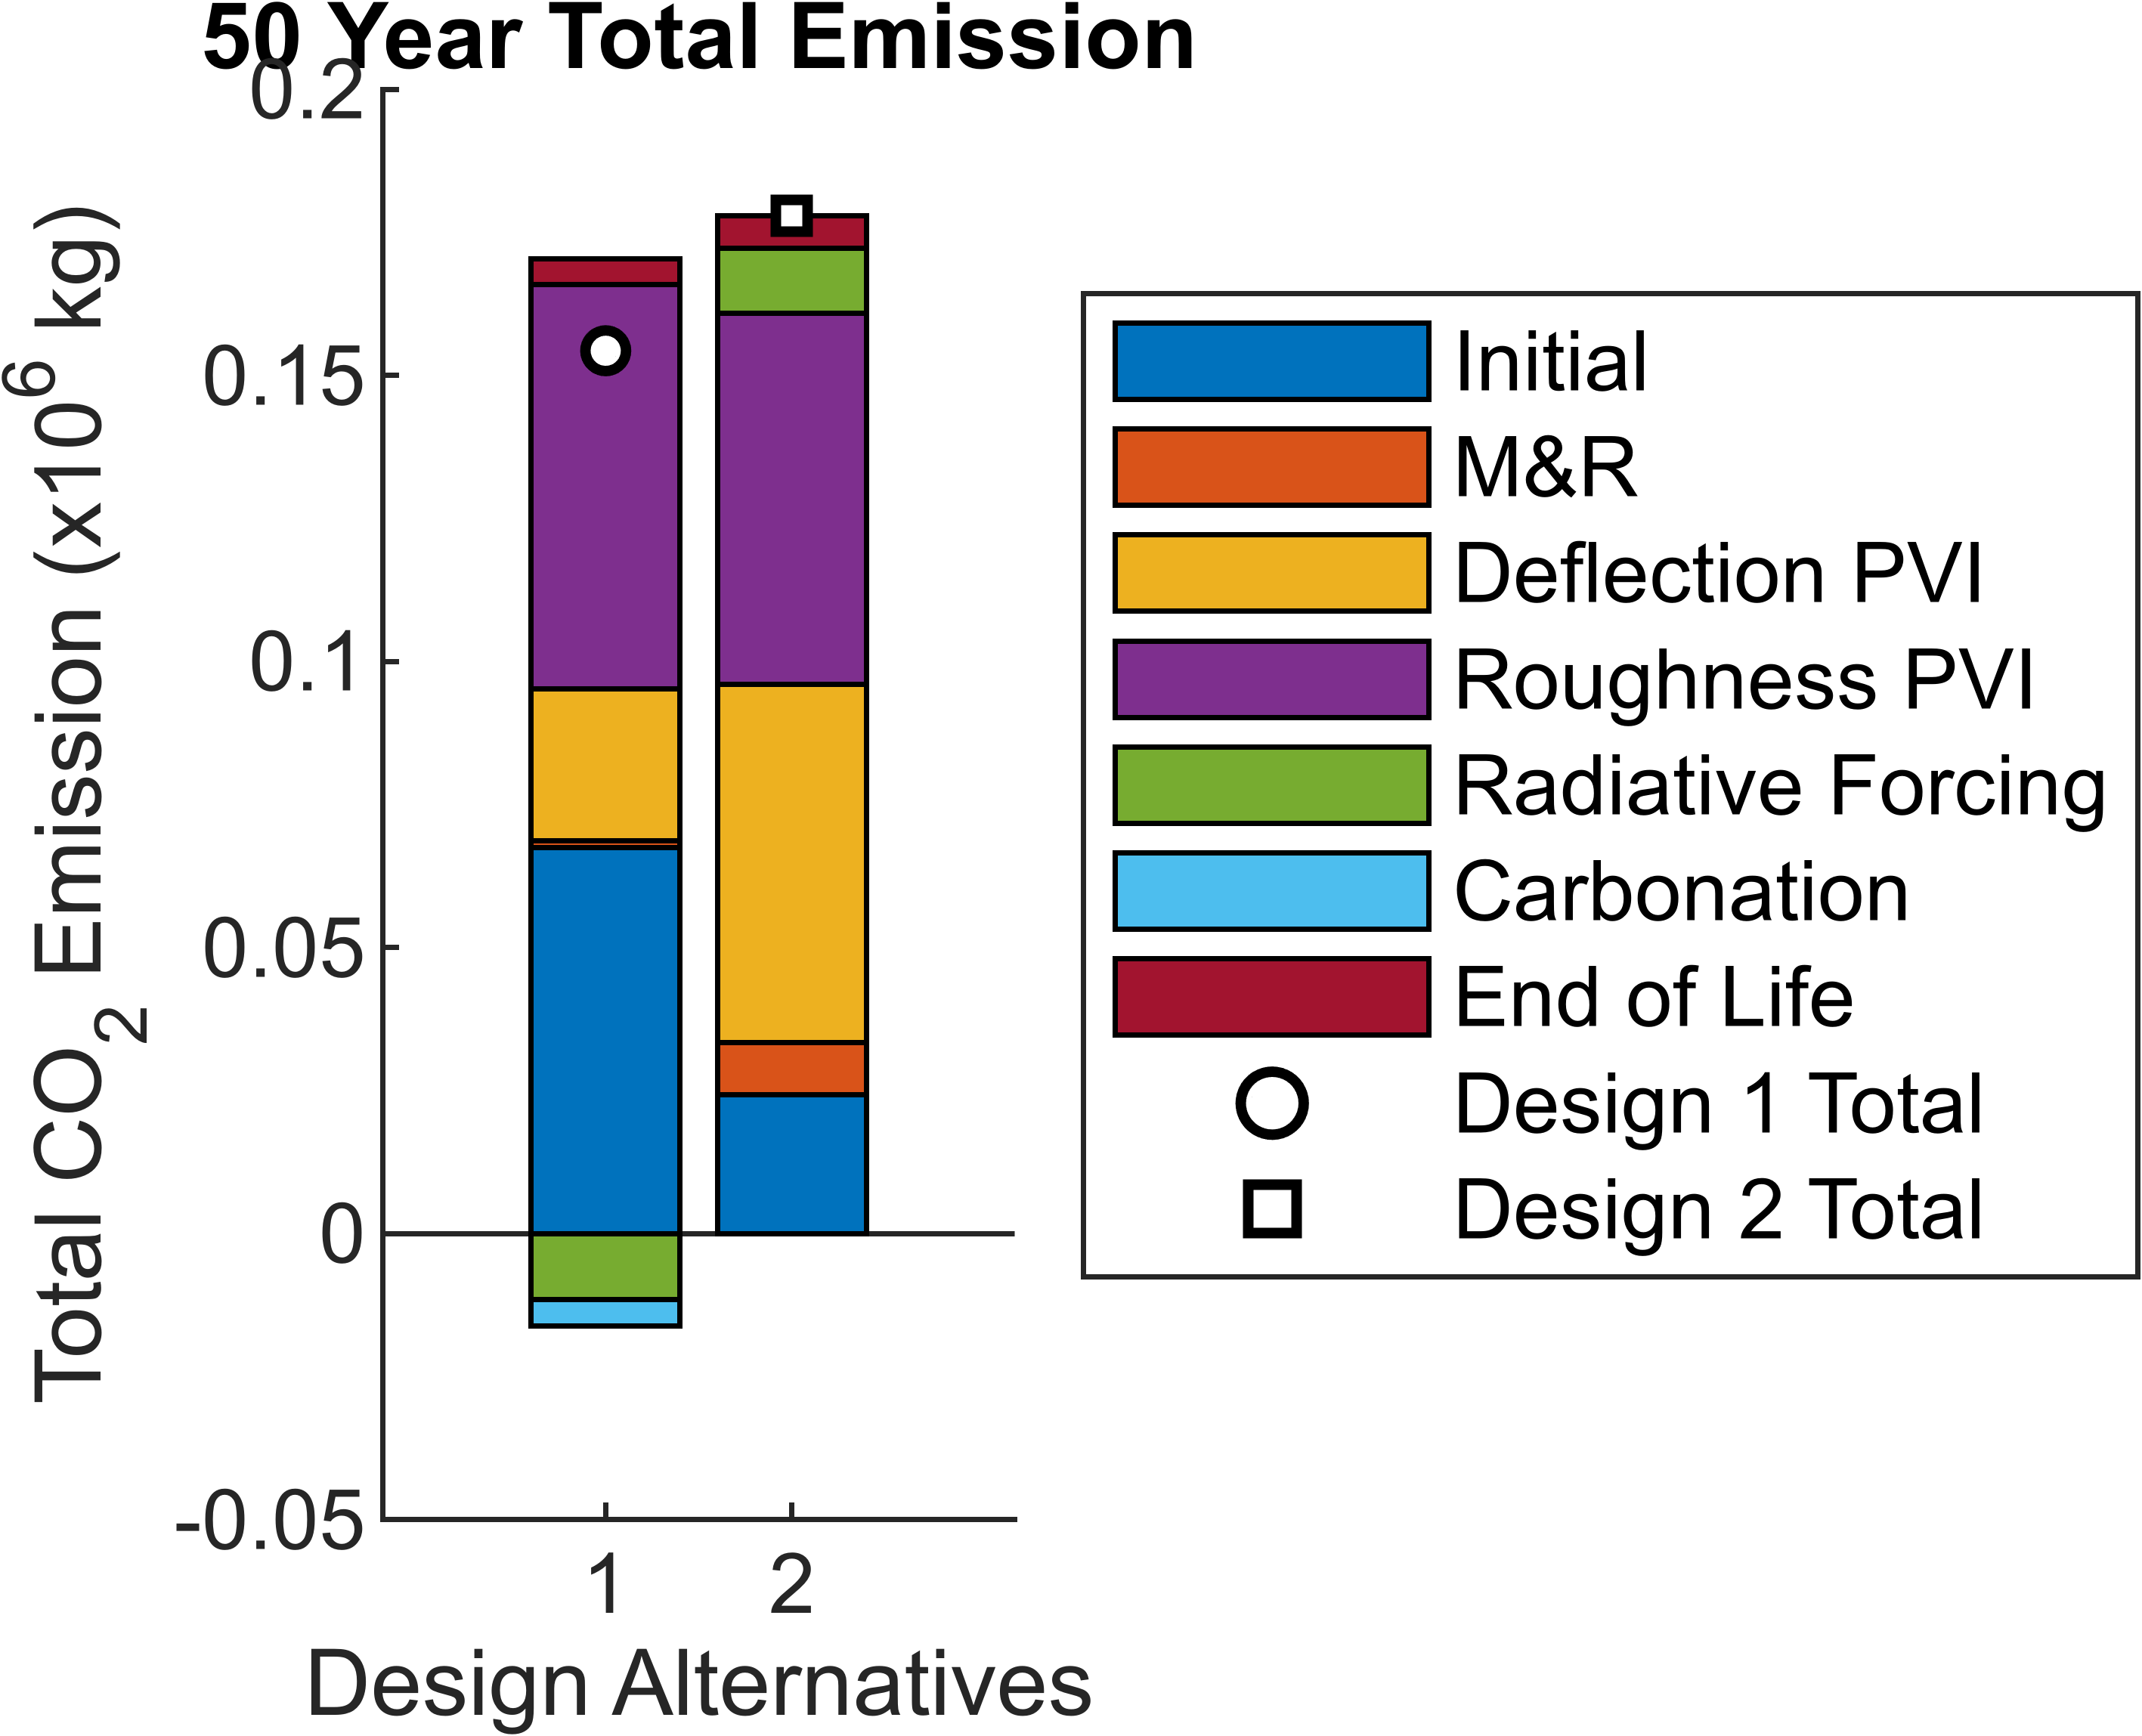 50 Year Total Emission
Total CO2 Emission (x10^6 kg)
0.2
0.15
0.1
0.05
0
-0.05
1
2
Design Alternatives
Initial
M&R
Deflection PVI
Roughness PVI
Radiative Forcing
Carbonation
End of Life
Design 1 Total
Design 2 Total